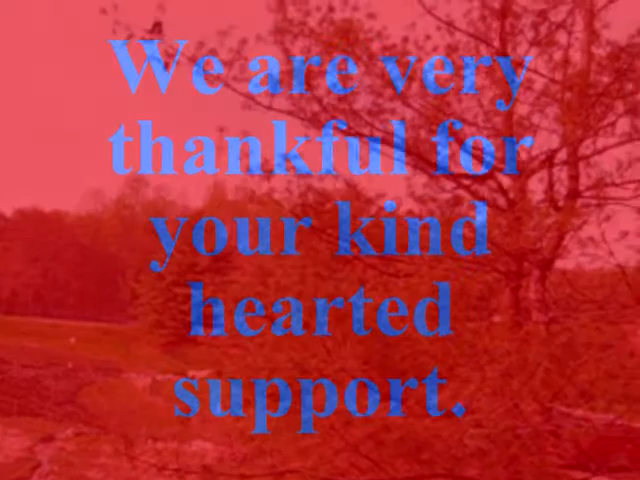 We are very
thankful for
your kind
hearted
support.